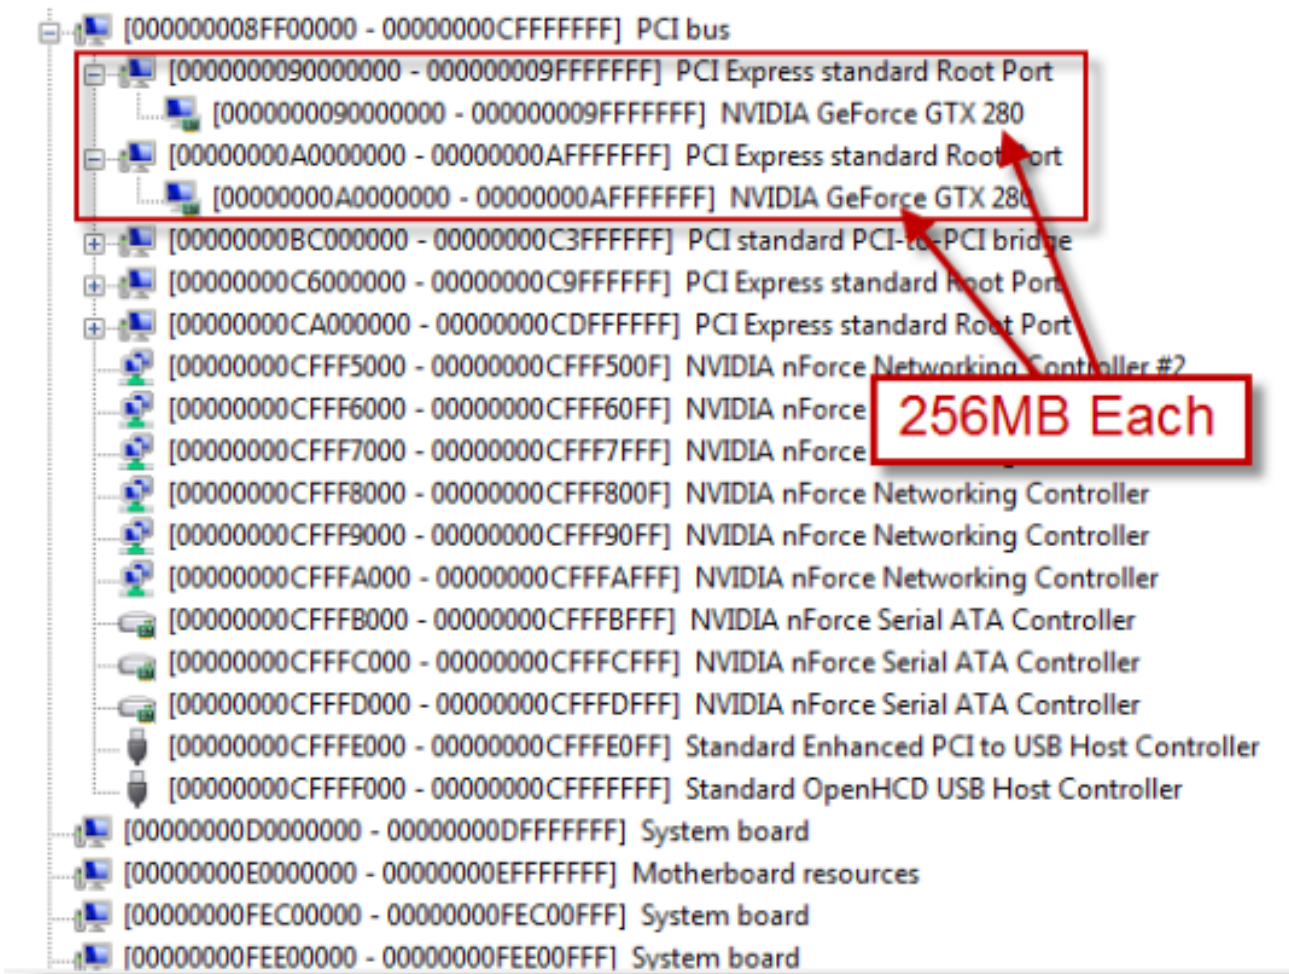 [000000008FF00000 - 00000000CFFFFFFF] PCI bus
[0000000090000000 - 000000009FFFFFFF] PCI Express standard Root Port
[0000000090000000 - 000000009FFFFFFF] NVIDIA GeForce GTX 280
[00000000A0000000 - 00000000AFFFFFFF] PCI Express standard Root Port
[00000000A0000000 - 00000000AFFFFFFF] NVIDIA GeForce GTX 280
[00000000BC000000 - 00000000C3FFFFFF] PCI standard PCI-to-PCI bridge
[00000000C6000000 - 00000000C9FFFFFF] PCI Express standard Root Port
[00000000CA000000 - 00000000CDFFFFFF] PCI Express standard Root Port
[00000000CFFF5000 - 00000000CFFF500F] NVIDIA nForce Networking Controller #2
[00000000CFFF6000 - 00000000CFFF60FF] NVIDIA nForce
256MB Each
[00000000CFFF7000 - 00000000CFFF7FFF] NVIDIA nForce
[00000000CFFF8000 - 00000000CFFF800F] NVIDIA nForce Networking Controller
[00000000CFFF9000 - 00000000CFFF90FF] NVIDIA nForce Networking Controller
[00000000CFFFA000 - 00000000CFFFAFFF] NVIDIA nForce Networking Controller
[00000000CFFFB000 - 00000000CFFFBFFF] NVIDIA nForce Serial ATA Controller
[00000000CFFFC000 - 00000000CFFFCFFF] NVIDIA nForce Serial ATA Controller
[00000000CFFFD000 - 00000000CFFFDFFF] NVIDIA nForce Serial ATA Controller
[00000000CFFFE000 - 00000000CFFFE0FF] Standard Enhanced PCI to USB Host Controller
[00000000CFFFF000 - 00000000CFFFFFFF] Standard OpenHCD USB Host Controller
[00000000D0000000 - 00000000DFFFFFFF] System board
[00000000E0000000 - 00000000EFFFFFFF] Motherboard resources
[00000000FEC00000 - 00000000FEC00FFF] System board
[00000000FEE00000 - 00000000FEE00FFF] System board